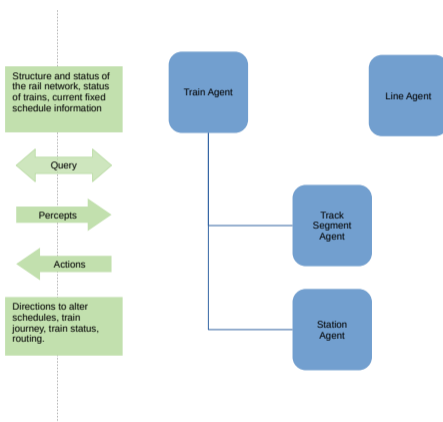 Structure and status of
the rail network, status
of trains, current fixed
schedule information
Query
Percepts
Actions
Directions to alter
schedules, train
journey, train status,
routing.
Train Agent
Line Agent
Track
Segment
Agent
Station
Agent